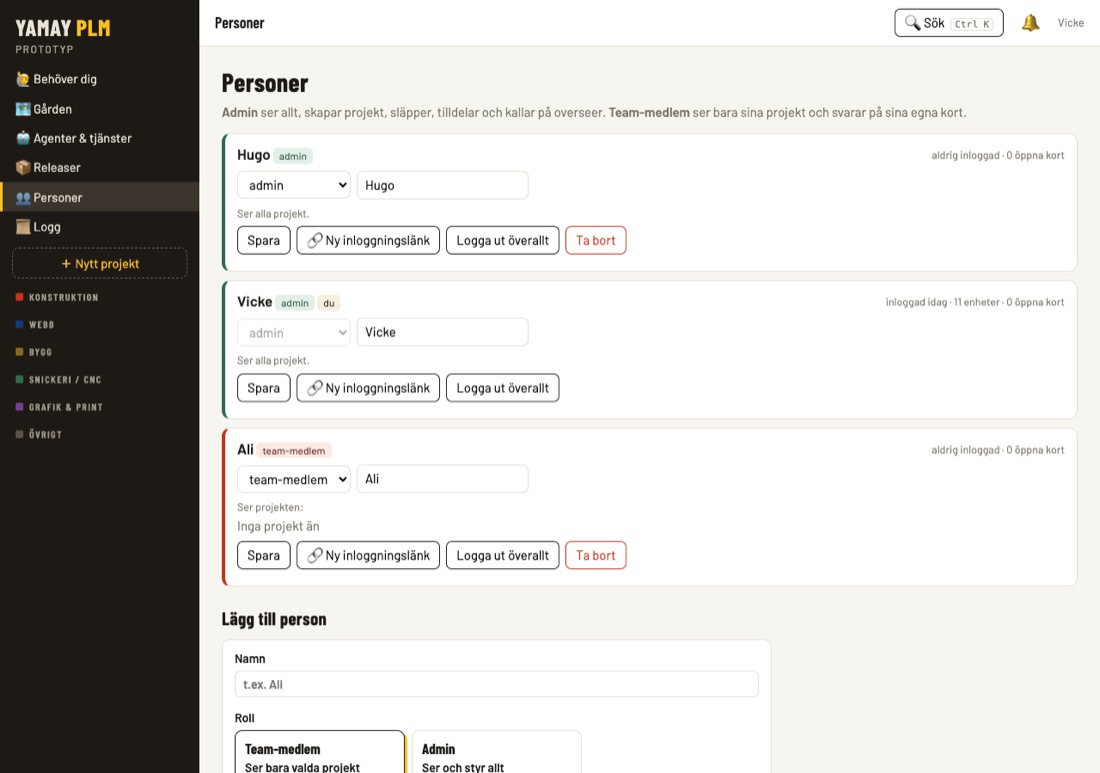 YAMAY PLM
PROTOTYP
Behöver dig
Gården
Agenter & tjänster
Releaser
Personer
Logg
+ Nytt projekt
KONSTRUKTION
WEBB
BYGG
SNICKERI / CNC
GRAFIK & PRINT
ÖVRIGT
Personer
Sök Ctrl K
Vicke
Personer
Admin ser allt, skapar projekt, släpper, tilldelar och kallar på overseer. Team-medlem ser bara sina projekt och svarar på sina egna kort.
Hugo admin
aldrig inloggad · 0 öppna kort
admin Hugo
Ser alla projekt.
Spara Ny inloggningslänk Logga ut överallt Ta bort
Vicke admin du
inloggad idag · 11 enheter · 0 öppna kort
admin Vicke
Ser alla projekt.
Spara Ny inloggningslänk Logga ut överallt
Ali team-medlem
aldrig inloggad · 0 öppna kort
team-medlem Ali
Ser projekten:
Inga projekt än
Spara Ny inloggningslänk Logga ut överallt Ta bort
Lägg till person
Namn
t.ex. Ali
Roll
Team-medlem
Ser bara valda projekt
Admin
Ser och styr allt